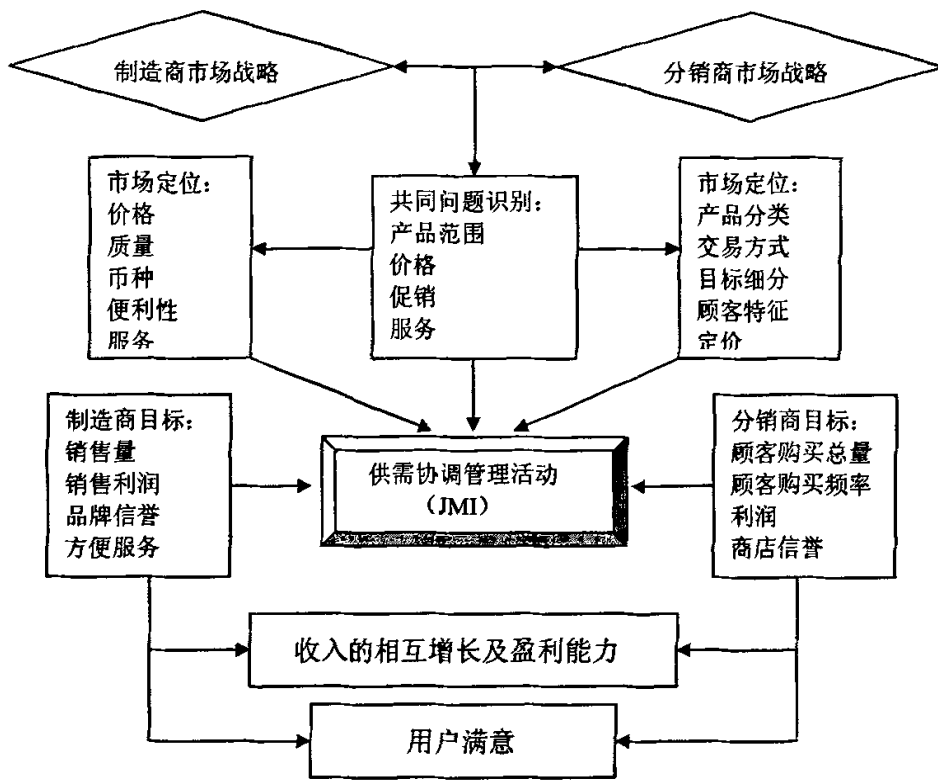 制造商市场战略
分销商市场战略
市场定位：
价格
质量
币种
便利性
服务
共同问题识别：
产品范围
价格
促销
服务
市场定位：
产品分类
交易方式
目标细分
顾客特征
定价
制造商目标：
销售量
销售利润
品牌信誉
方便服务
供需协调管理活动
（JMI）
分销商目标：
顾客购买总量
顾客购买频率
利润
商店信誉
收入的相互增长及盈利能力
用户满意